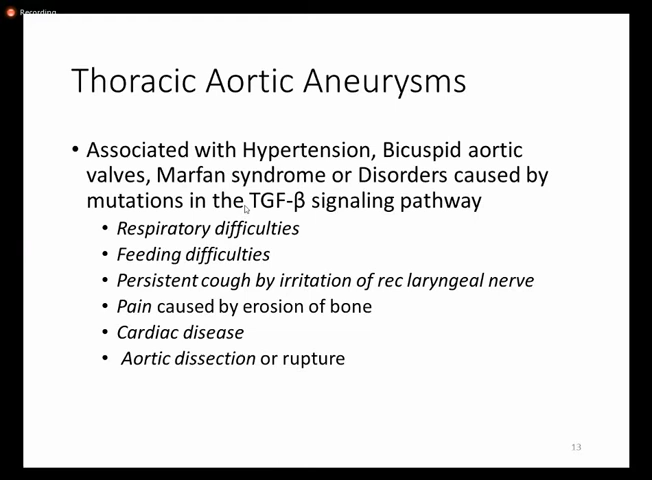 Recording
Thoracic Aortic Aneurysms
• Associated with Hypertension, Bicuspid aortic
valves, Marfan syndrome or Disorders caused by
mutations in the TGF-β signaling pathway
• Respiratory difficulties
• Feeding difficulties
• Persistent cough by irritation of rec laryngeal nerve
• Pain caused by erosion of bone
• Cardiac disease
• Aortic dissection or rupture
13